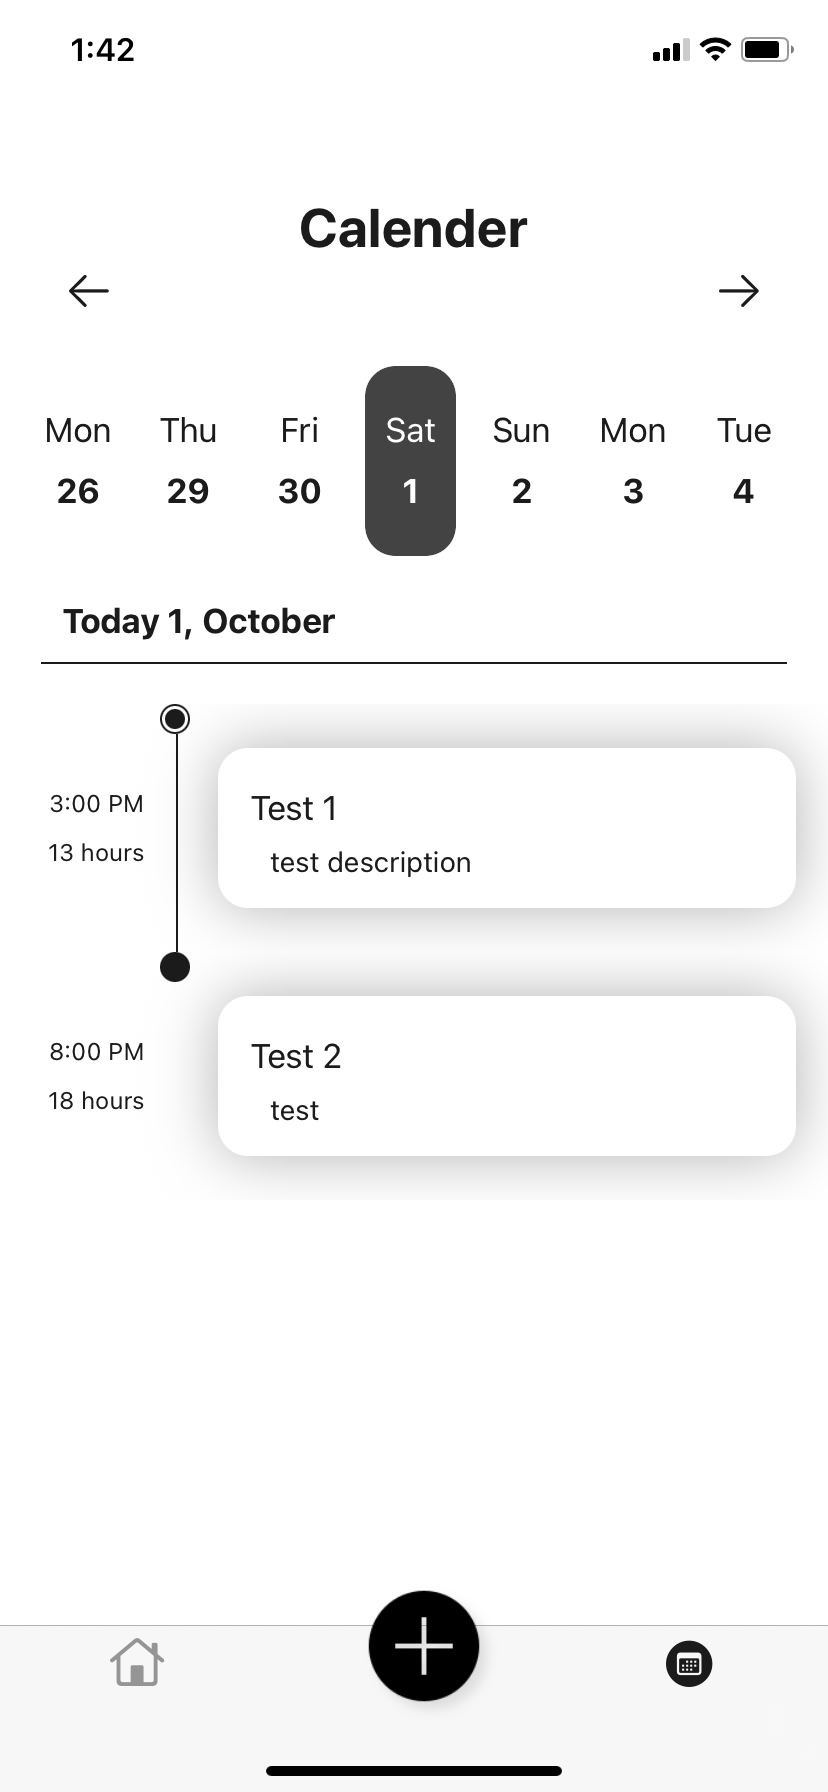 1:42
Calender
Mon Thu Fri Sat Sun Mon Tue
26 29 30 1 2 3 4
Today 1, October
3:00 PM
13 hours
Test 1
test description
8:00 PM
18 hours
Test 2
test